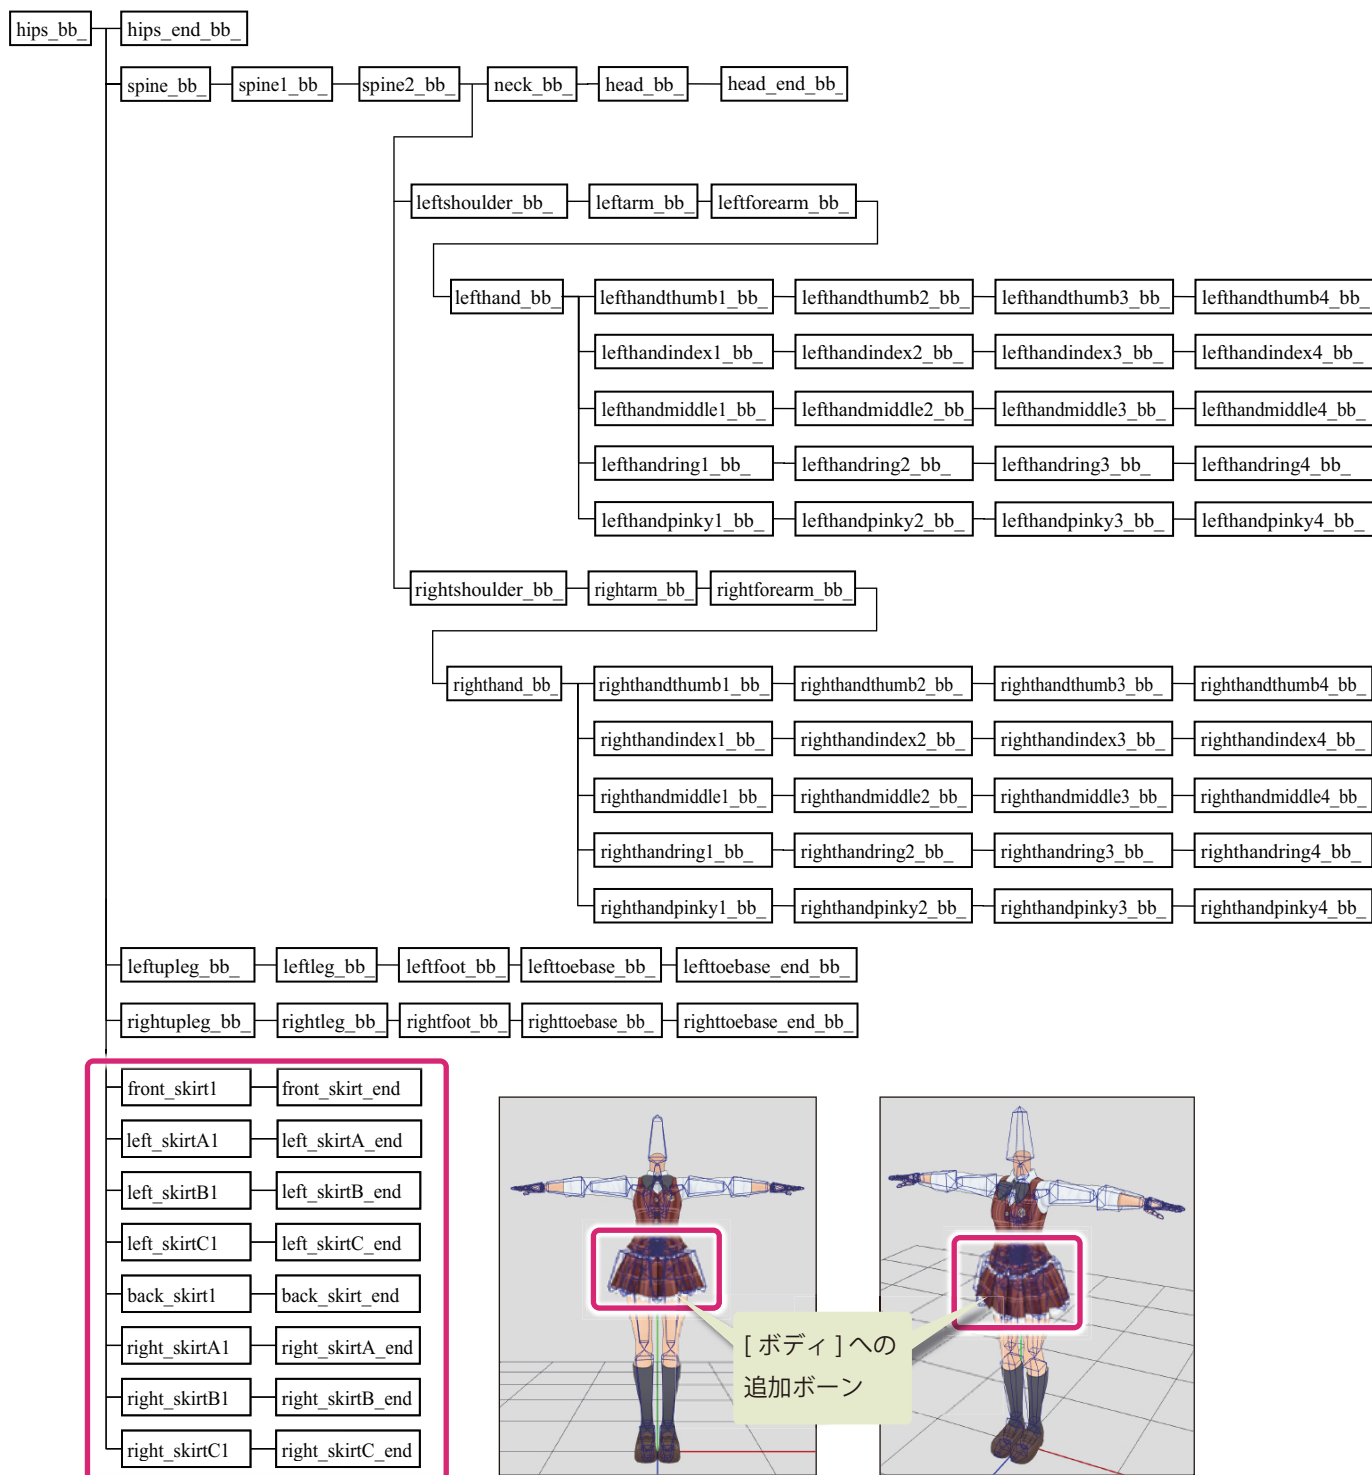 hips_bb_ hips_end_bb_
spine_bb_ spine1_bb_ spine2_bb_ neck_bb_ head_bb_ head_end_bb_
leftshoulder_bb_ leftarm_bb_ leftforearm_bb_
lefthand_bb_ lefthandthumb1_bb_ lefthandthumb2_bb_ lefthandthumb3_bb_ lefthandthumb4_bb_
lefthandindex1_bb_ lefthandindex2_bb_ lefthandindex3_bb_ lefthandindex4_bb_
lefthandmiddle1_bb_ lefthandmiddle2_bb_ lefthandmiddle3_bb_ lefthandmiddle4_bb_
lefthandring1_bb_ lefthandring2_bb_ lefthandring3_bb_ lefthandring4_bb_
lefthandpinky1_bb_ lefthandpinky2_bb_ lefthandpinky3_bb_ lefthandpinky4_bb_
rightshoulder_bb_ rightarm_bb_ rightforearm_bb_
righthand_bb_ righthandthumb1_bb_ righthandthumb2_bb_ righthandthumb3_bb_ righthandthumb4_bb_
righthandindex1_bb_ righthandindex2_bb_ righthandindex3_bb_ righthandindex4_bb_
righthandmiddle1_bb_ righthandmiddle2_bb_ righthandmiddle3_bb_ righthandmiddle4_bb_
righthandring1_bb_ righthandring2_bb_ righthandring3_bb_ righthandring4_bb_
righthandpinky1_bb_ righthandpinky2_bb_ righthandpinky3_bb_ righthandpinky4_bb_
leftupleg_bb_ leftleg_bb_ leftfoot_bb_ lefttoebase_bb_ lefttoebase_end_bb_
rightupleg_bb_ rightleg_bb_ rightfoot_bb_ righttoebase_bb_ righttoebase_end_bb_
front_skirt1 front_skirt_end
left_skirtA1 left_skirtA_end
left_skirtB1 left_skirtB_end
left_skirtC1 left_skirtC_end
back_skirt1 back_skirt_end
right_skirtA1 right_skirtA_end
right_skirtB1 right_skirtB_end
right_skirtC1 right_skirtC_end
[ ボディ ] への
追加ボーン